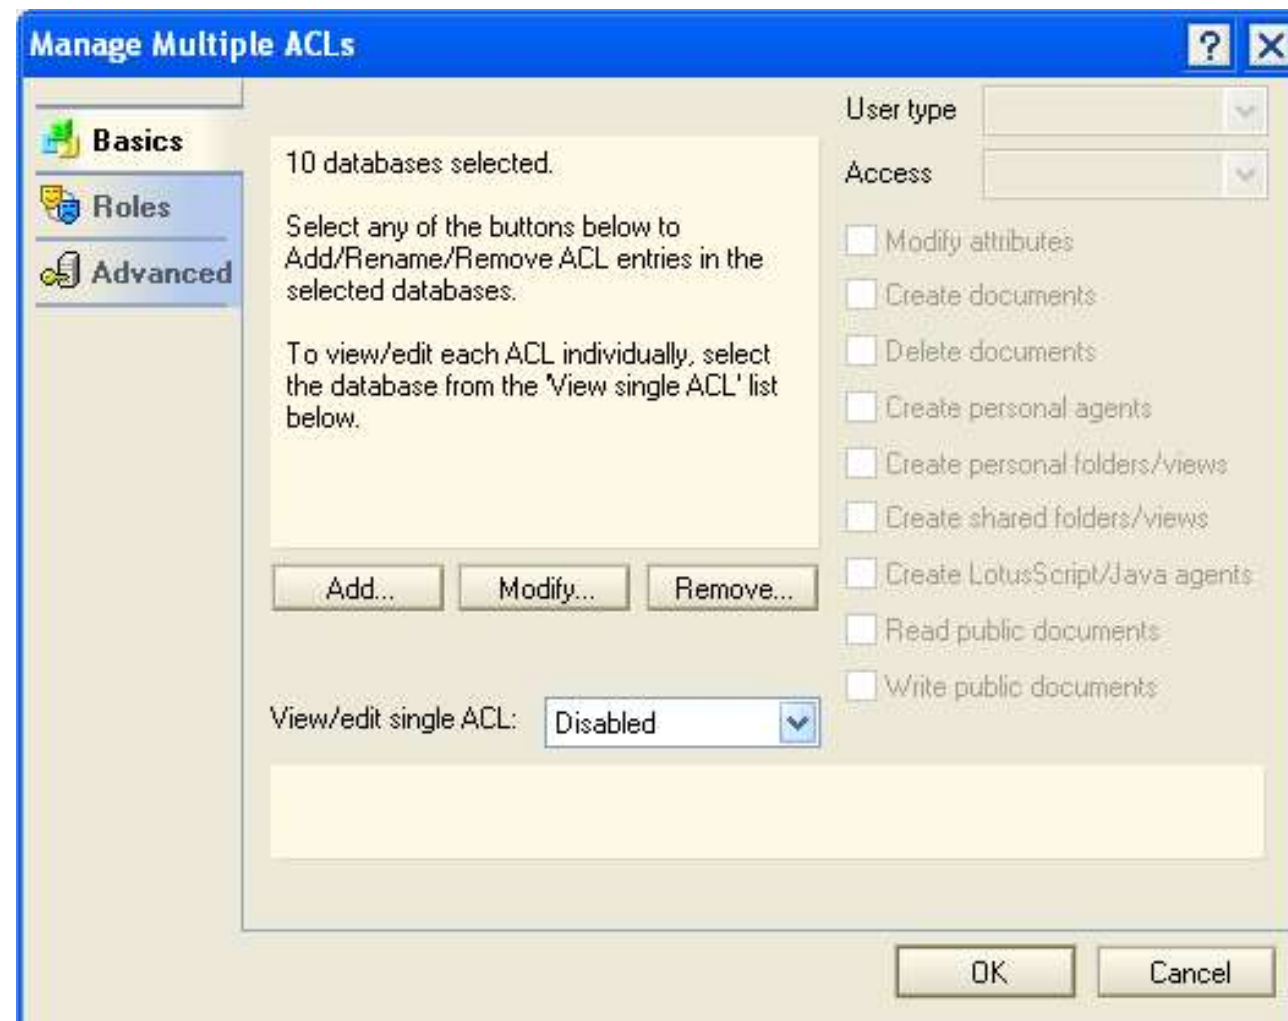 Manage Multiple ACLs
Basics
Roles
Advanced
10 databases selected.
Select any of the buttons below to
Add/Rename/Remove ACL entries in the
selected databases.
To view/edit each ACL individually, select
the database from the 'View single ACL' list
below.
Add...
Modify...
Remove...
View/edit single ACL:
Disabled
User type
Access
Modify attributes
Create documents
Delete documents
Create personal agents
Create personal folders/views
Create shared folders/views
Create LotusScript/Java agents
Read public documents
Write public documents
OK
Cancel